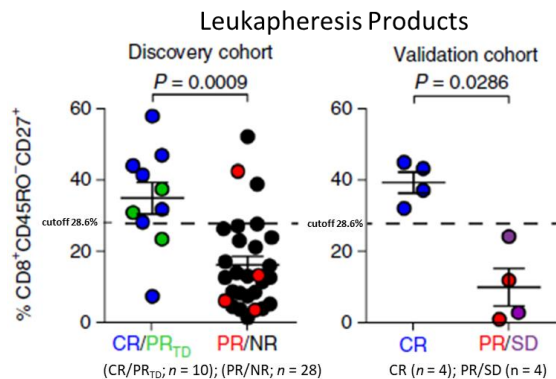 Leukapheresis Products
Discovery cohort
P = 0.0009
Validation cohort
P = 0.0286
% CD8⁺CD45RO⁻CD27⁺
60
40
cutoff 28.6%
20
0
60
40
cutoff 28.6%
20
0
CR/PR_TD
PR/NR
CR
PR/SD
(CR/PR_TD; n = 10); (PR/NR; n = 28)
CR (n = 4); PR/SD (n = 4)